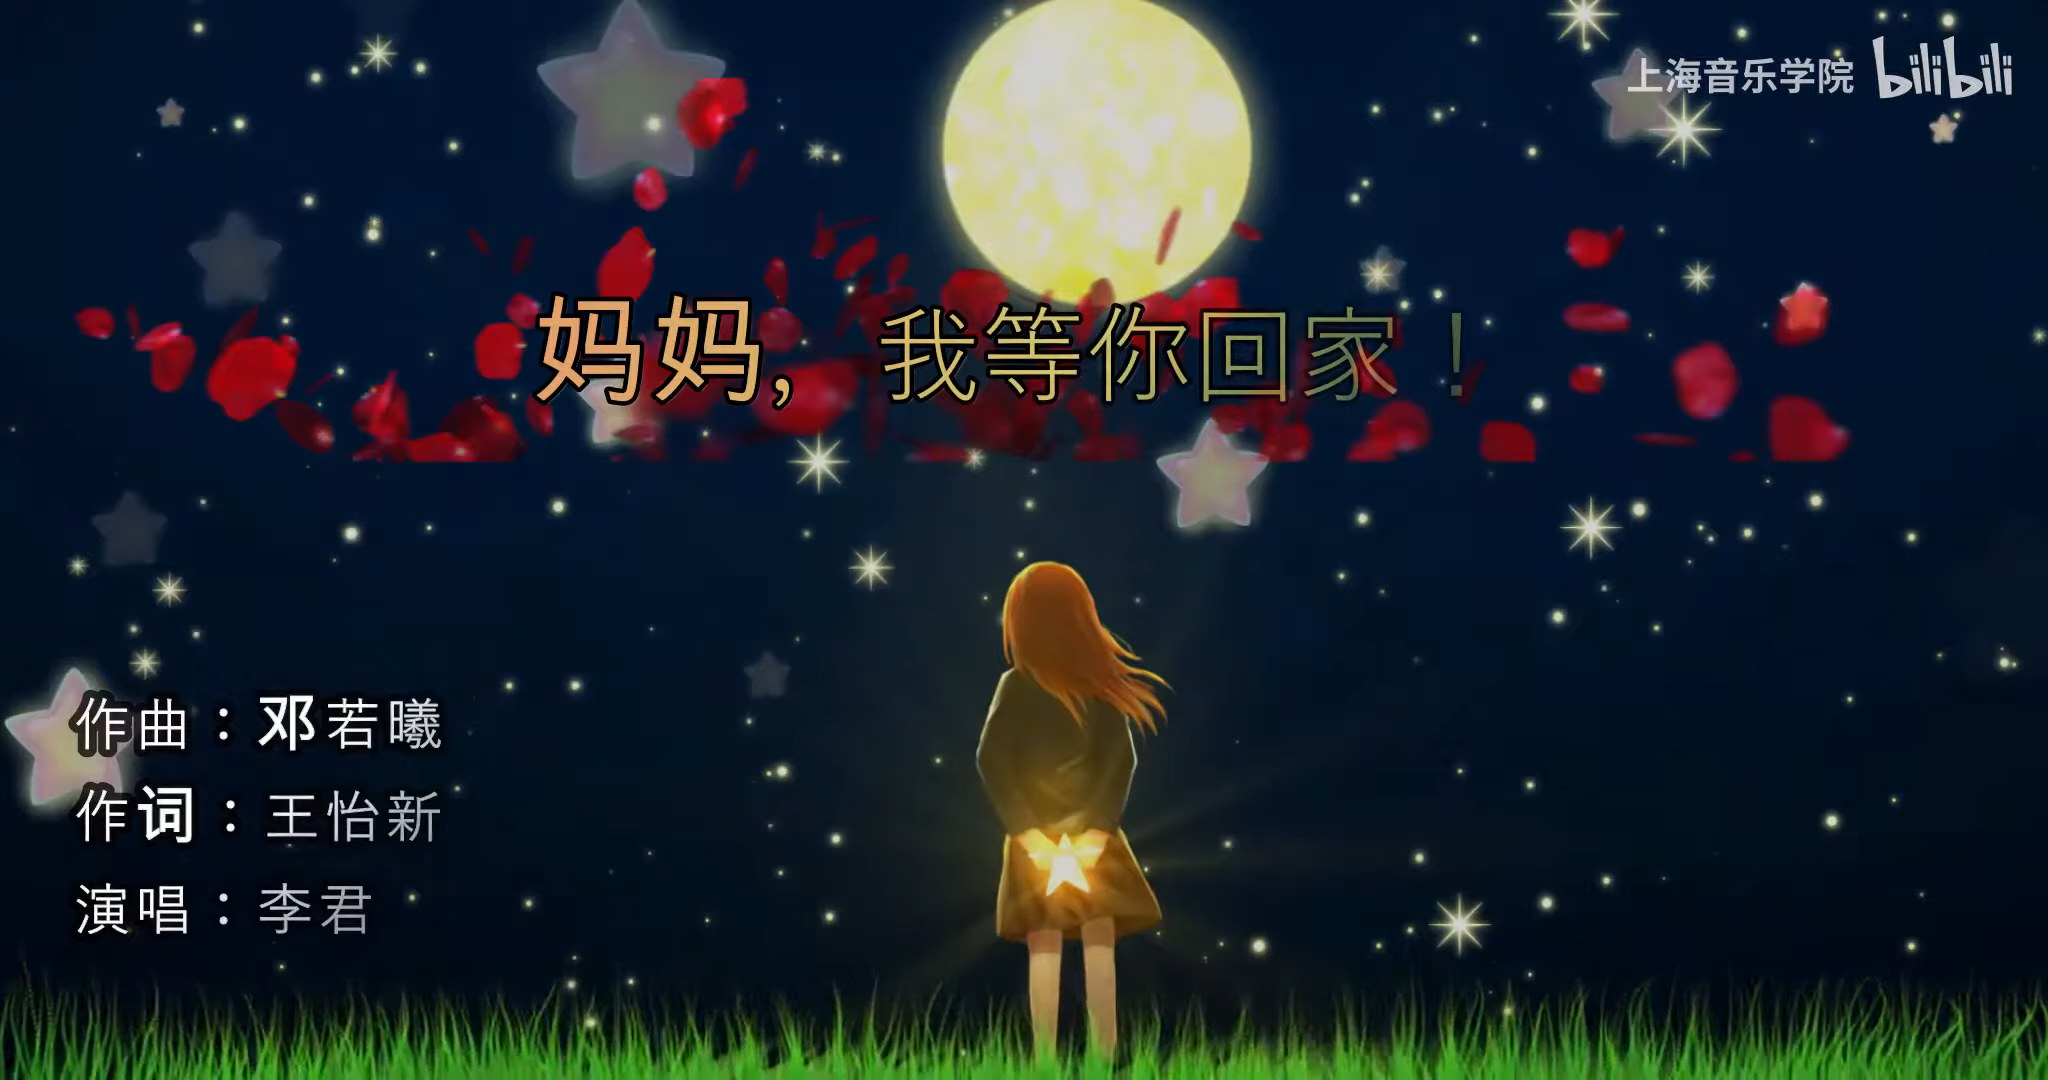 上海音乐学院 bilibili
妈妈，我等你回家！
作曲：邓若曦
作词：王怡新
演唱：李君